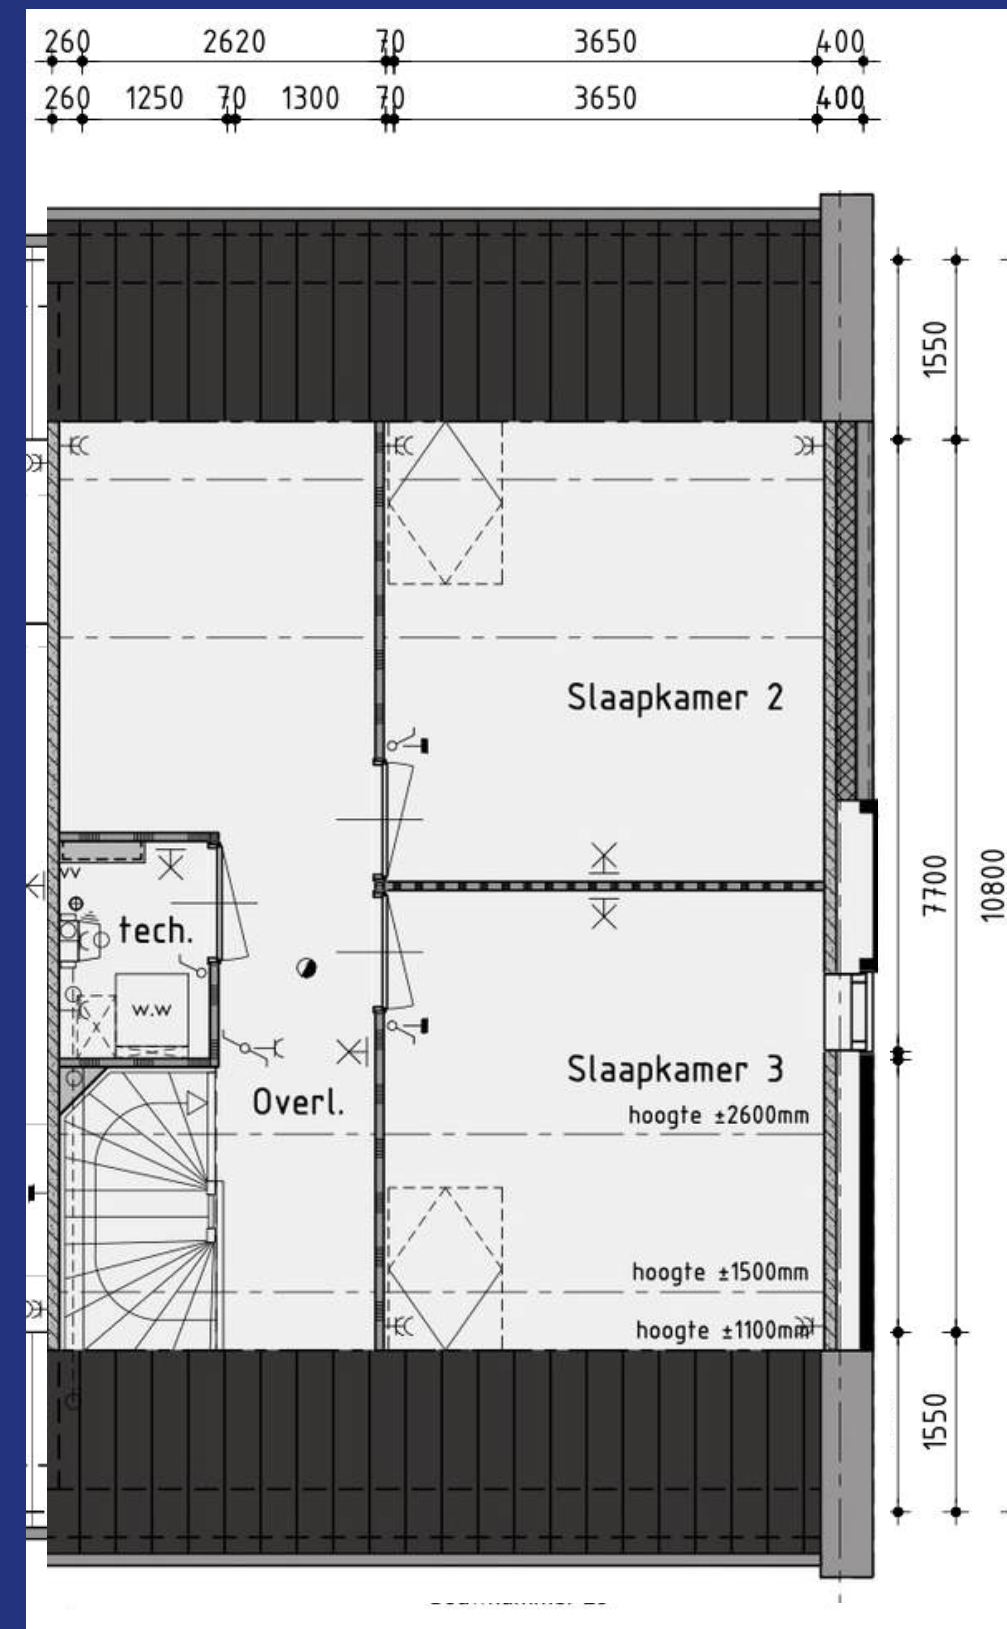 260 2620 70 3650 400
260 1250 70 1300 70 3650 400
1550
Slaapkamer 2
7700
10800
vv
tech.
w.w
Slaapkamer 3
Overl.
hoogte ±2600mm
hoogte ±1500mm
hoogte ±1100mm
1550